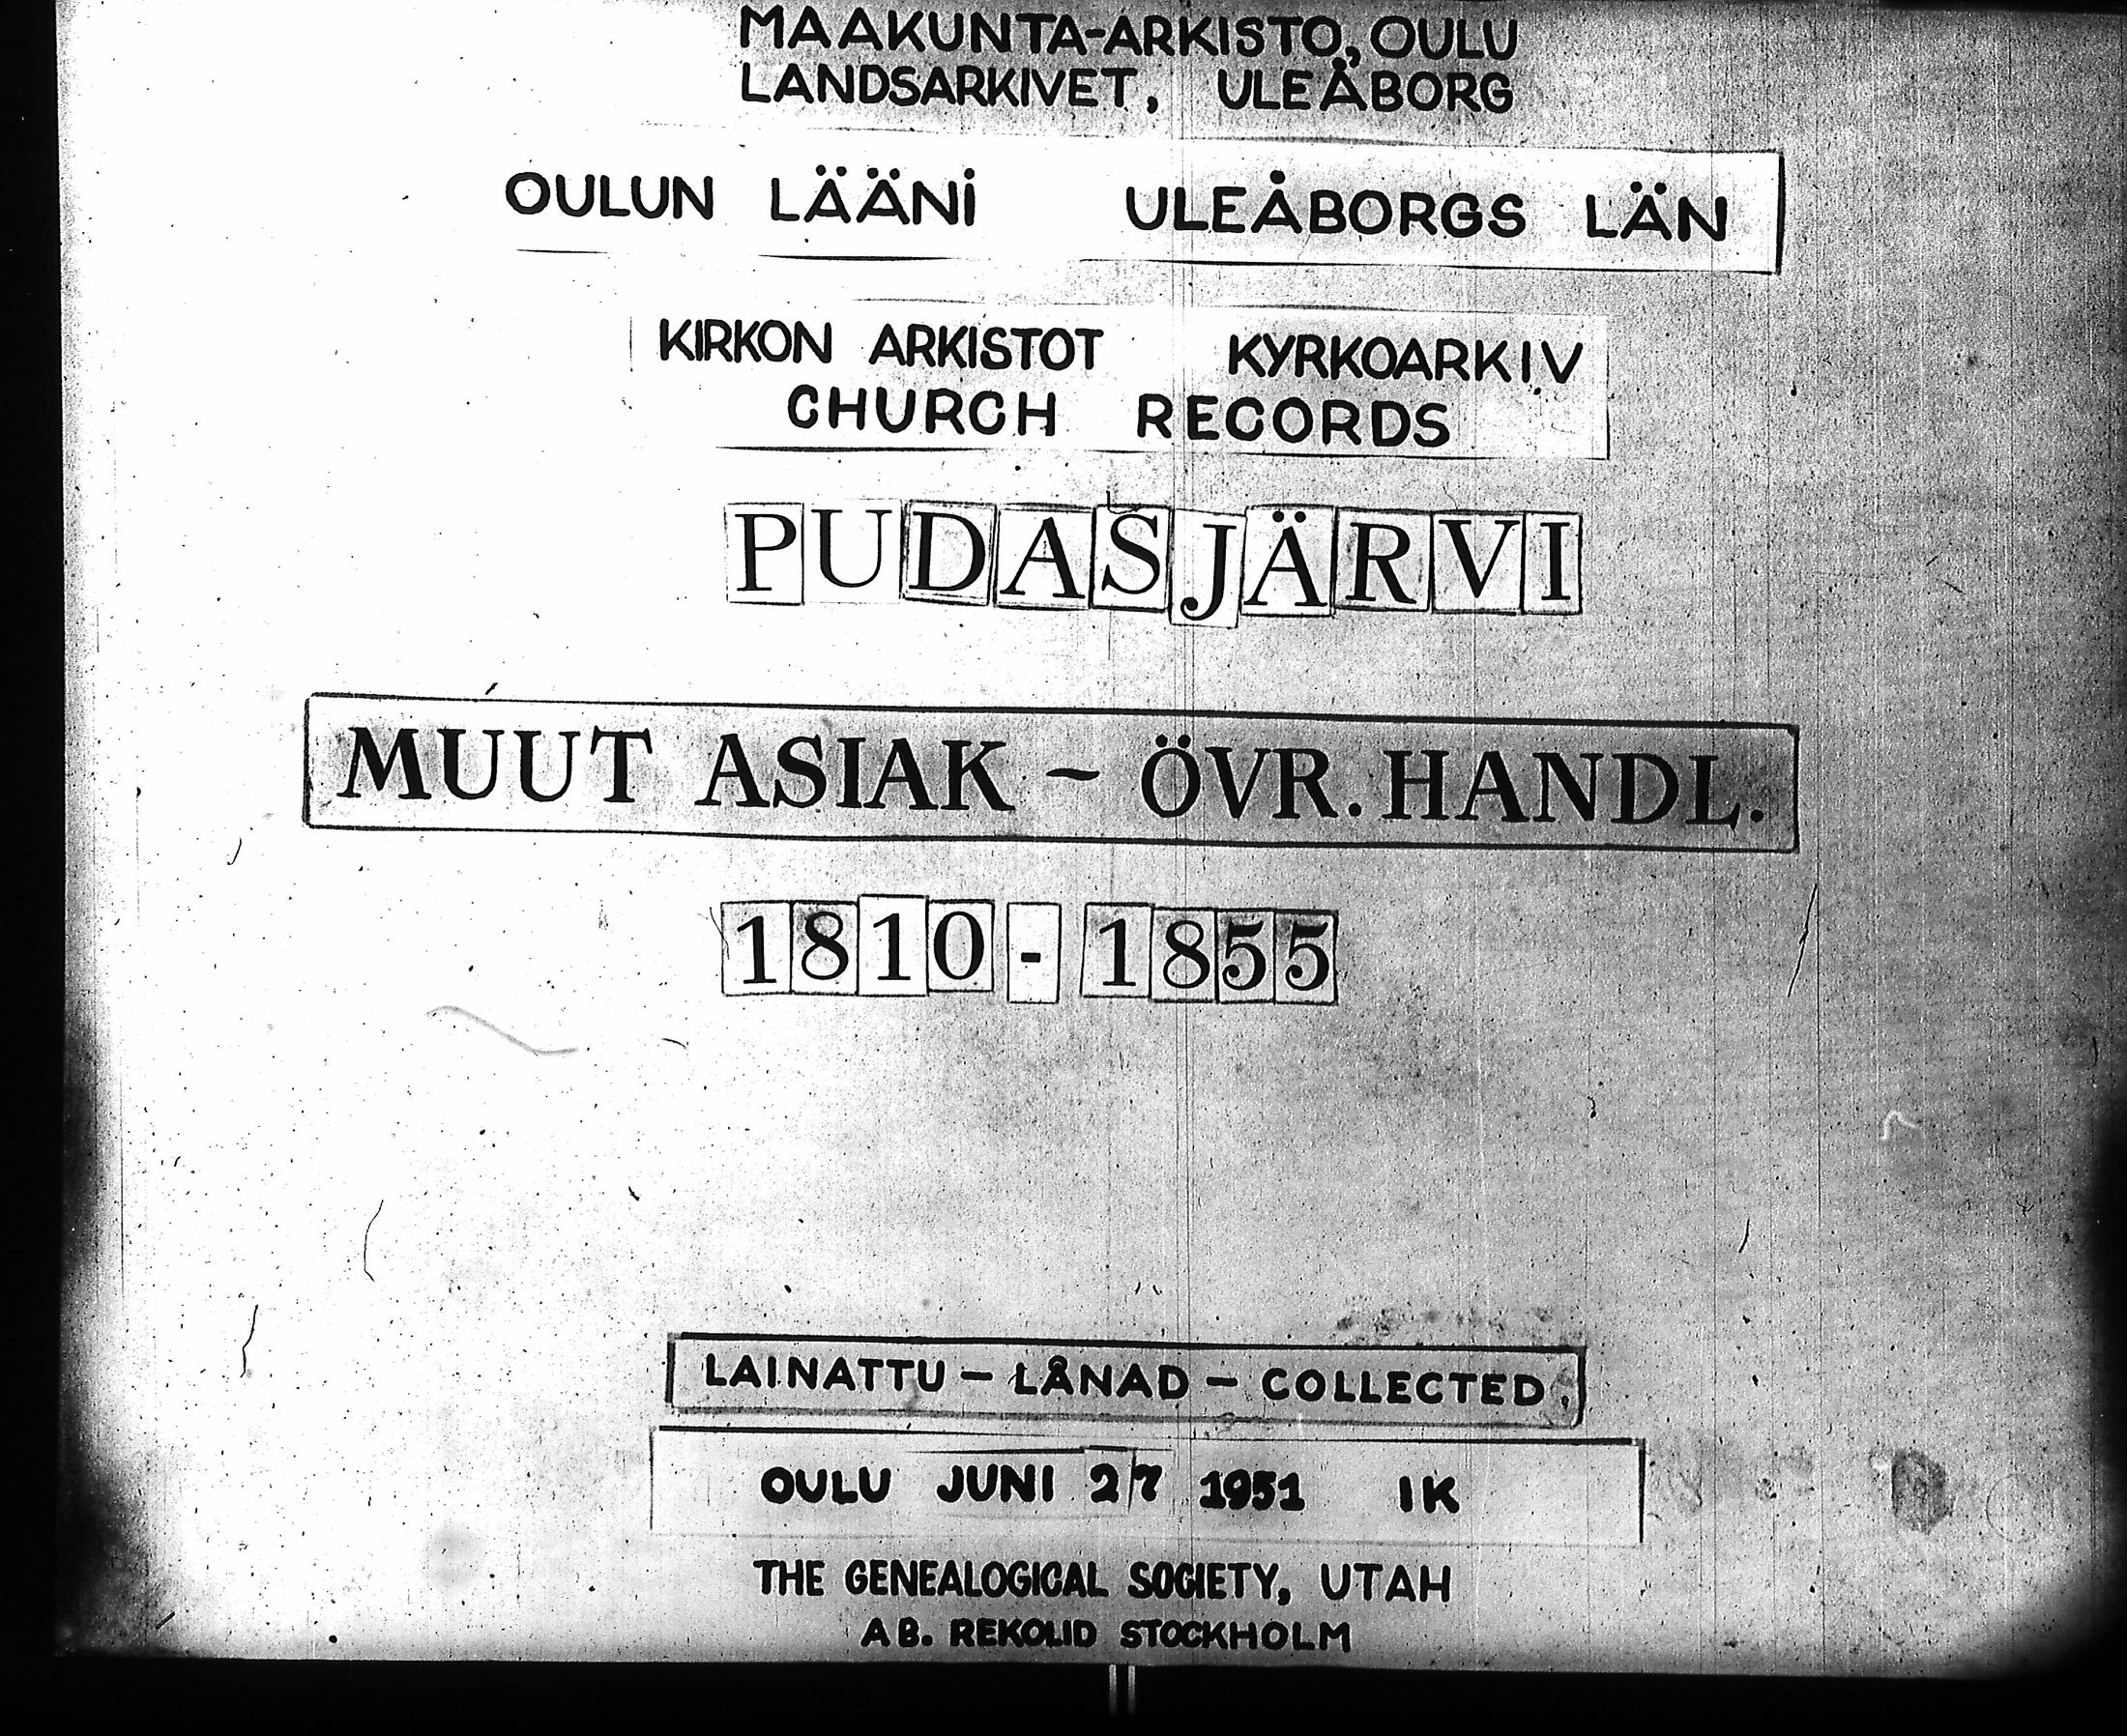 MAAKUNTA-ARKISTO, OULU
LANDSARKIVET, ULEÅBORG
OULUN LÄÄNI ULEÅBORGS LÄN
KIRKON ARKISTOT KYRKOARKIV
CHURCH RECORDS
PUDASJÄRVI
MUUT ASIAK - ÖVR. HANDL.
1810 - 1855
LAINATTU - LÅNAD - COLLECTED.
OULU JUNI 27 1951 IK
THE GENEALOGICAL SOCIETY, UTAH
AB. REKOLID STOCKHOLM